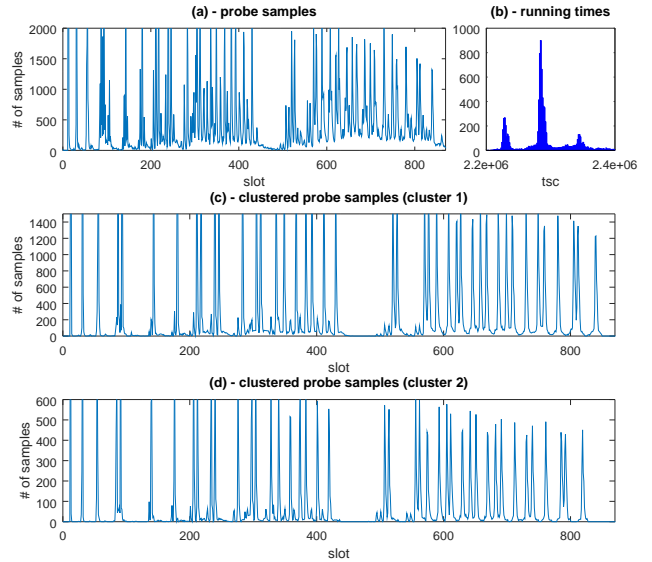 (a) - probe samples
2000
1500
1000
500
0
# of samples
0 200 400 600 800
slot
(b) - running times
1000
800
600
400
200
0
2.2e+06 2.4e+06
tsc
(c) - clustered probe samples (cluster 1)
1400
1200
1000
800
600
400
200
0
# of samples
0 200 400 600 800
slot
(d) - clustered probe samples (cluster 2)
600
500
400
300
200
100
0
# of samples
0 200 400 600 800
slot